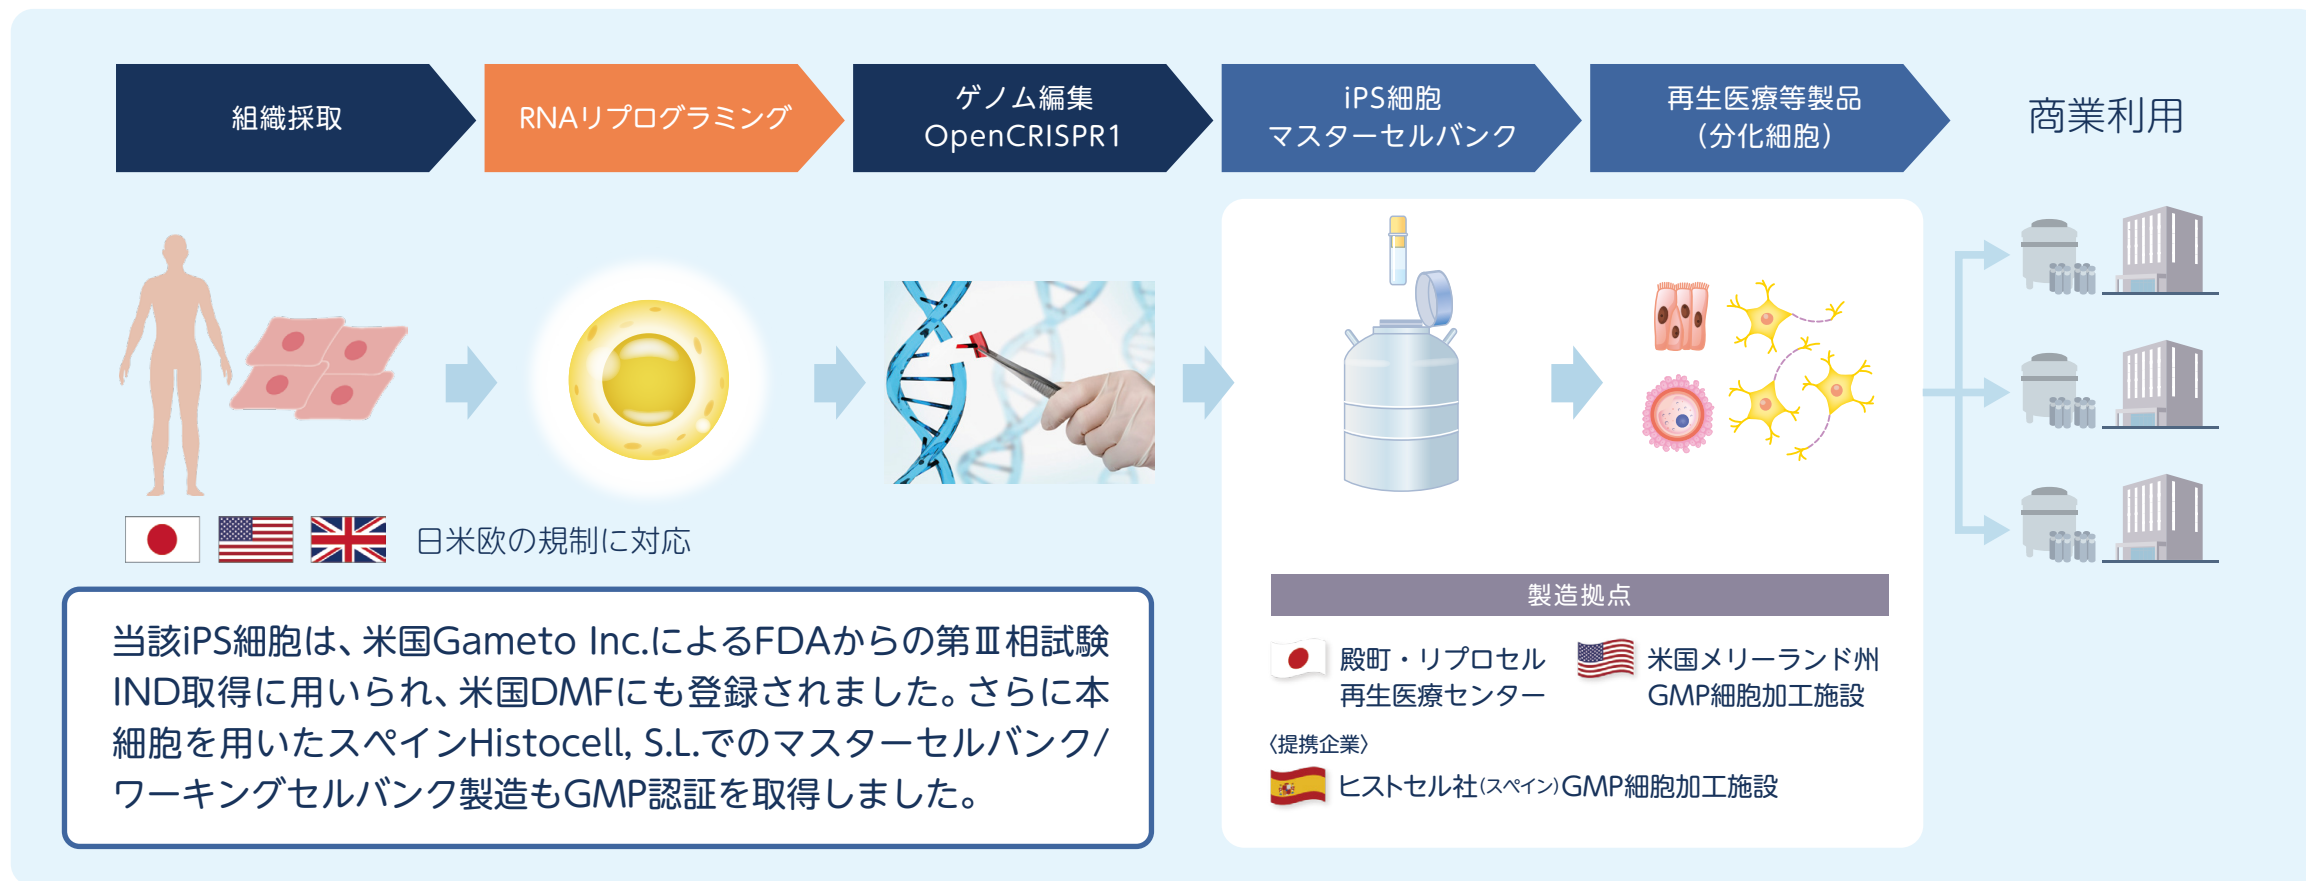 組織採取
RNAリプログラミング
ゲノム編集
OpenCRISPR1
iPS細胞
マスターセルバンク
再生医療等製品
（分化細胞）
商業利用
日米欧の規制に対応
当該iPS細胞は、米国Gameto Inc.によるFDAからの第Ⅲ相試験
IND取得に用いられ、米国DMFにも登録されました。さらに本
細胞を用いたスペインHistocell, S.L.でのマスターセルバンク/
ワーキングセルバンク製造もGMP認証を取得しました。
製造拠点
殿町・リプロセル
再生医療センター
米国メリーランド州
GMP細胞加工施設
〈提携企業〉
ヒストセル社（スペイン）GMP細胞加工施設